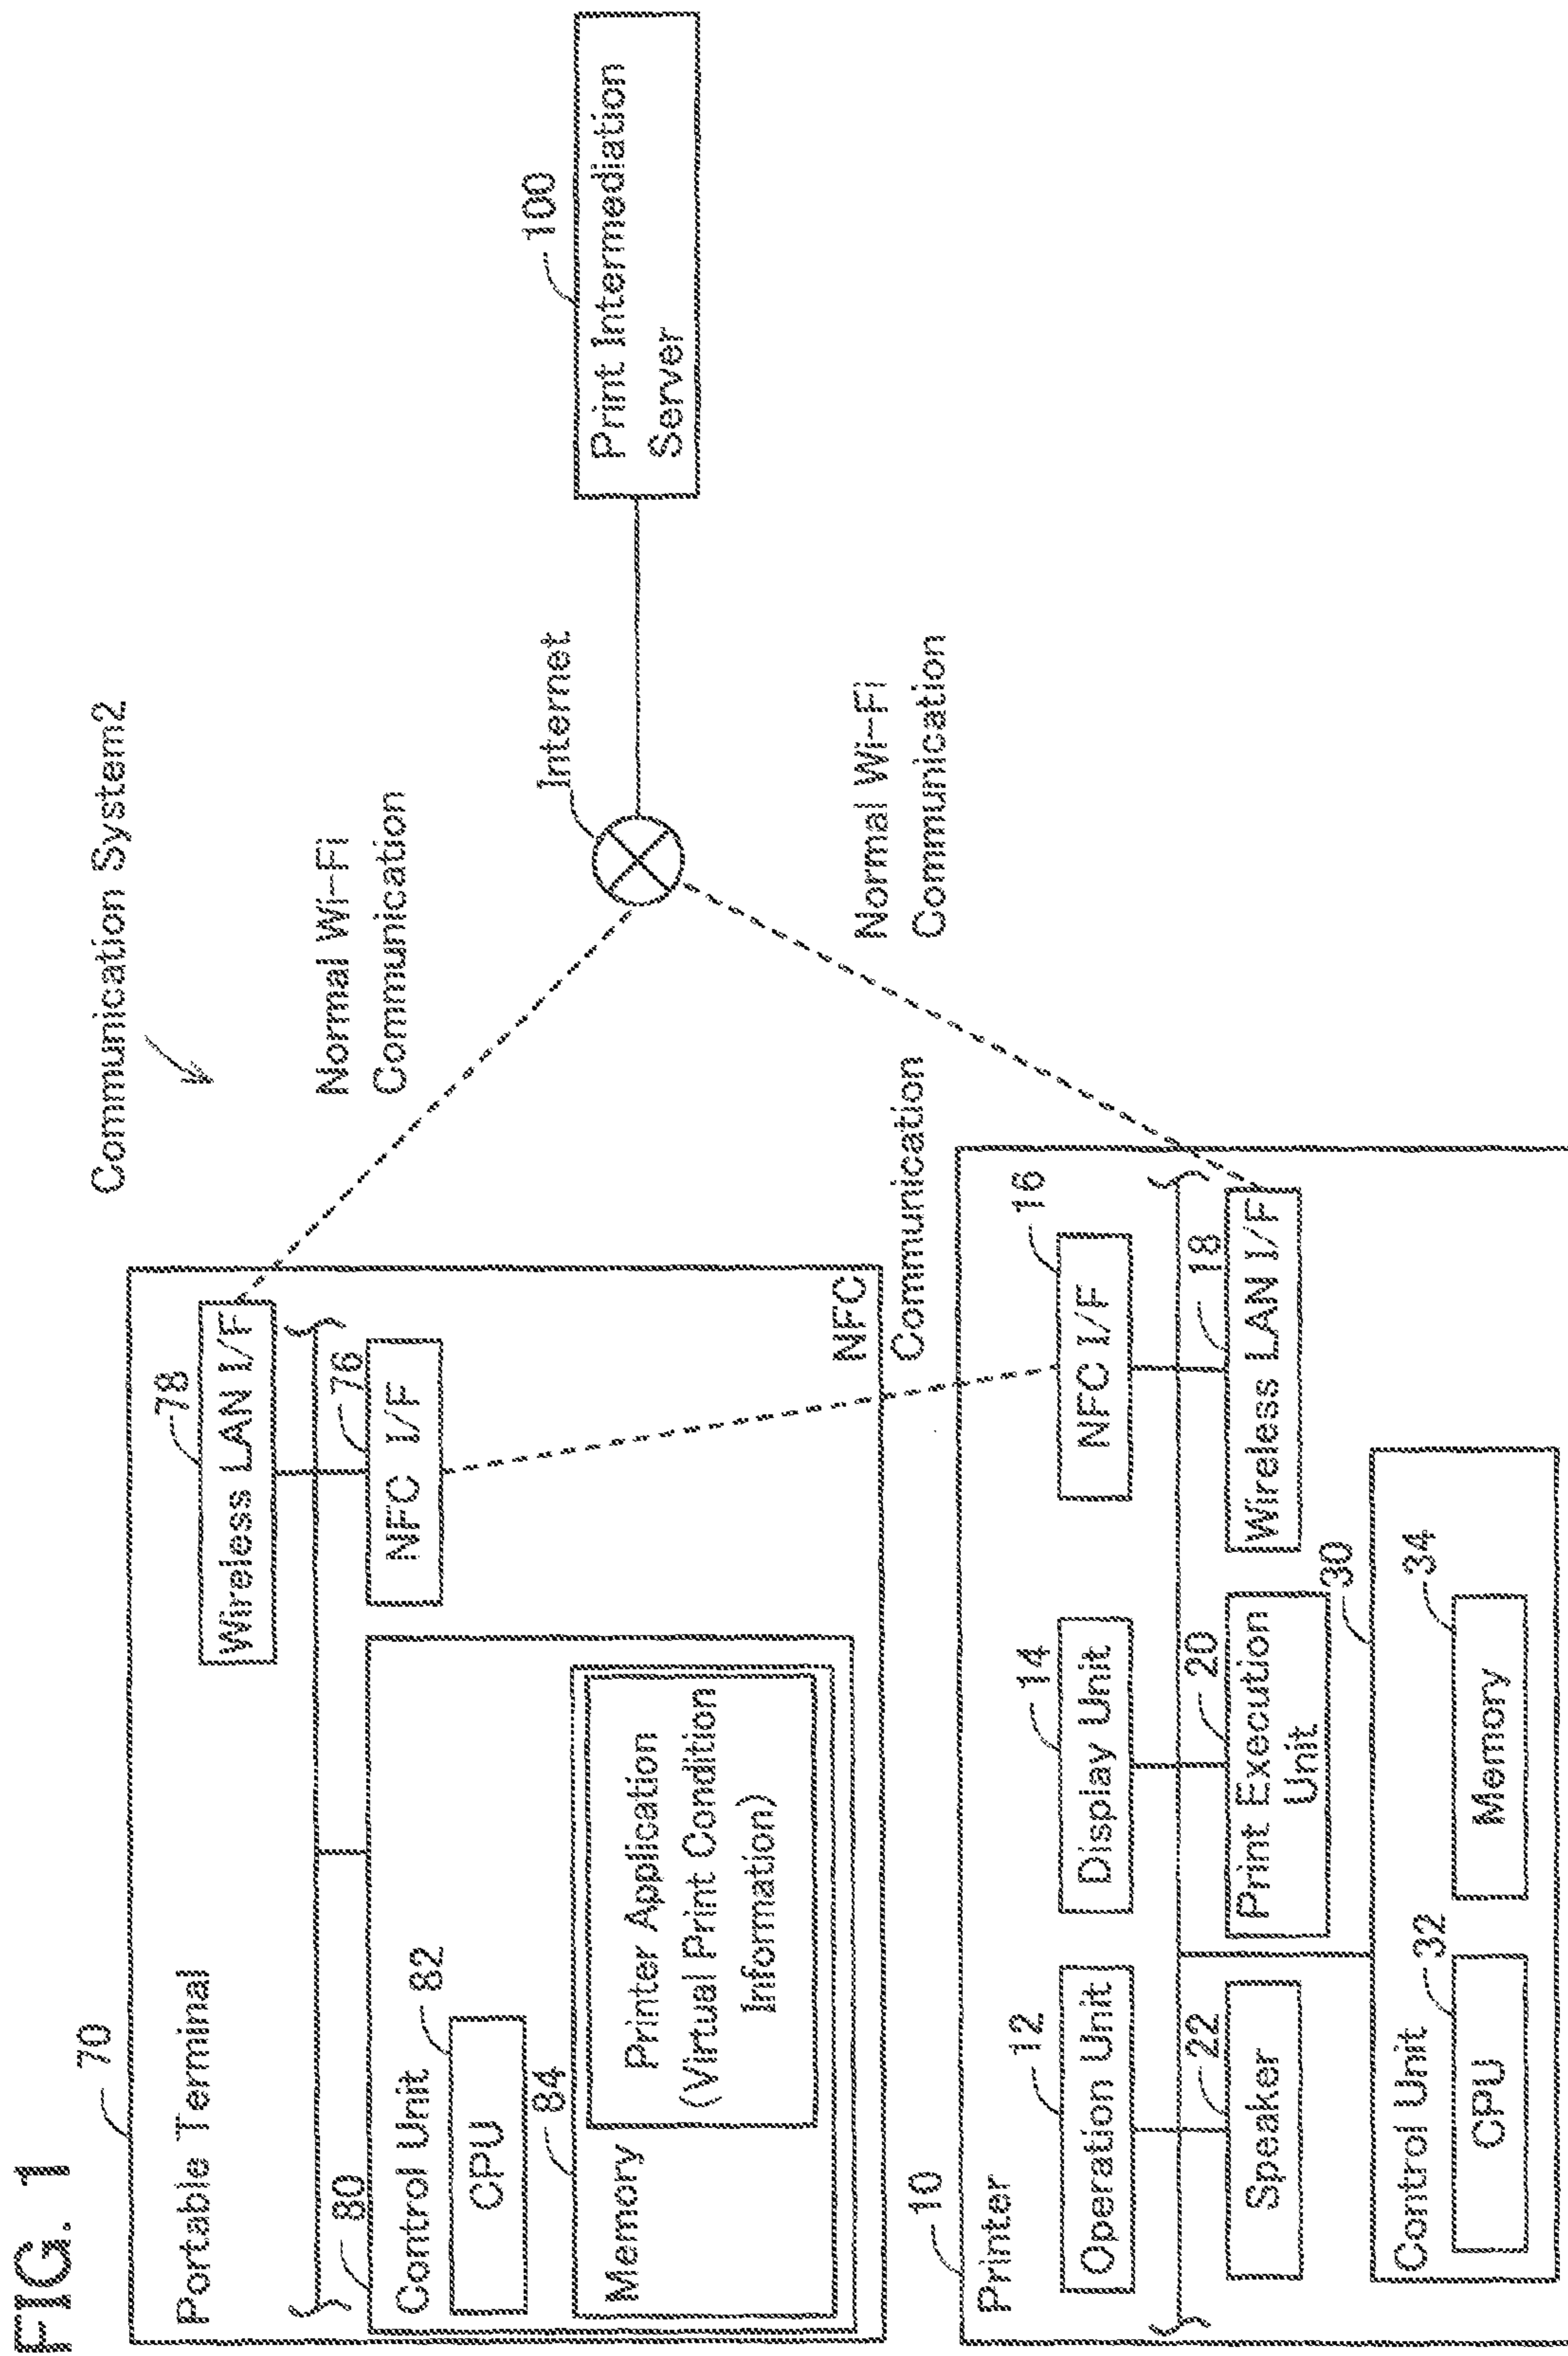 FIG. 1
Communication System2
70
Portable Terminal
78
Wireless LAN I/F
76
NFC I/F
80
Control Unit
82
CPU
84
Memory
Printer Application
(Virtual Print Condition
Information)
Normal Wi-Fi
Communication
Internet
100
Print Intermediation
Server
Normal Wi-Fi
Communication
NFC
Communication
10
Printer
12
Operation Unit
14
Display Unit
16
NFC I/F
22
Speaker
20
Print Execution
Unit
18
Wireless LAN I/F
30
Control Unit
32
CPU
34
Memory